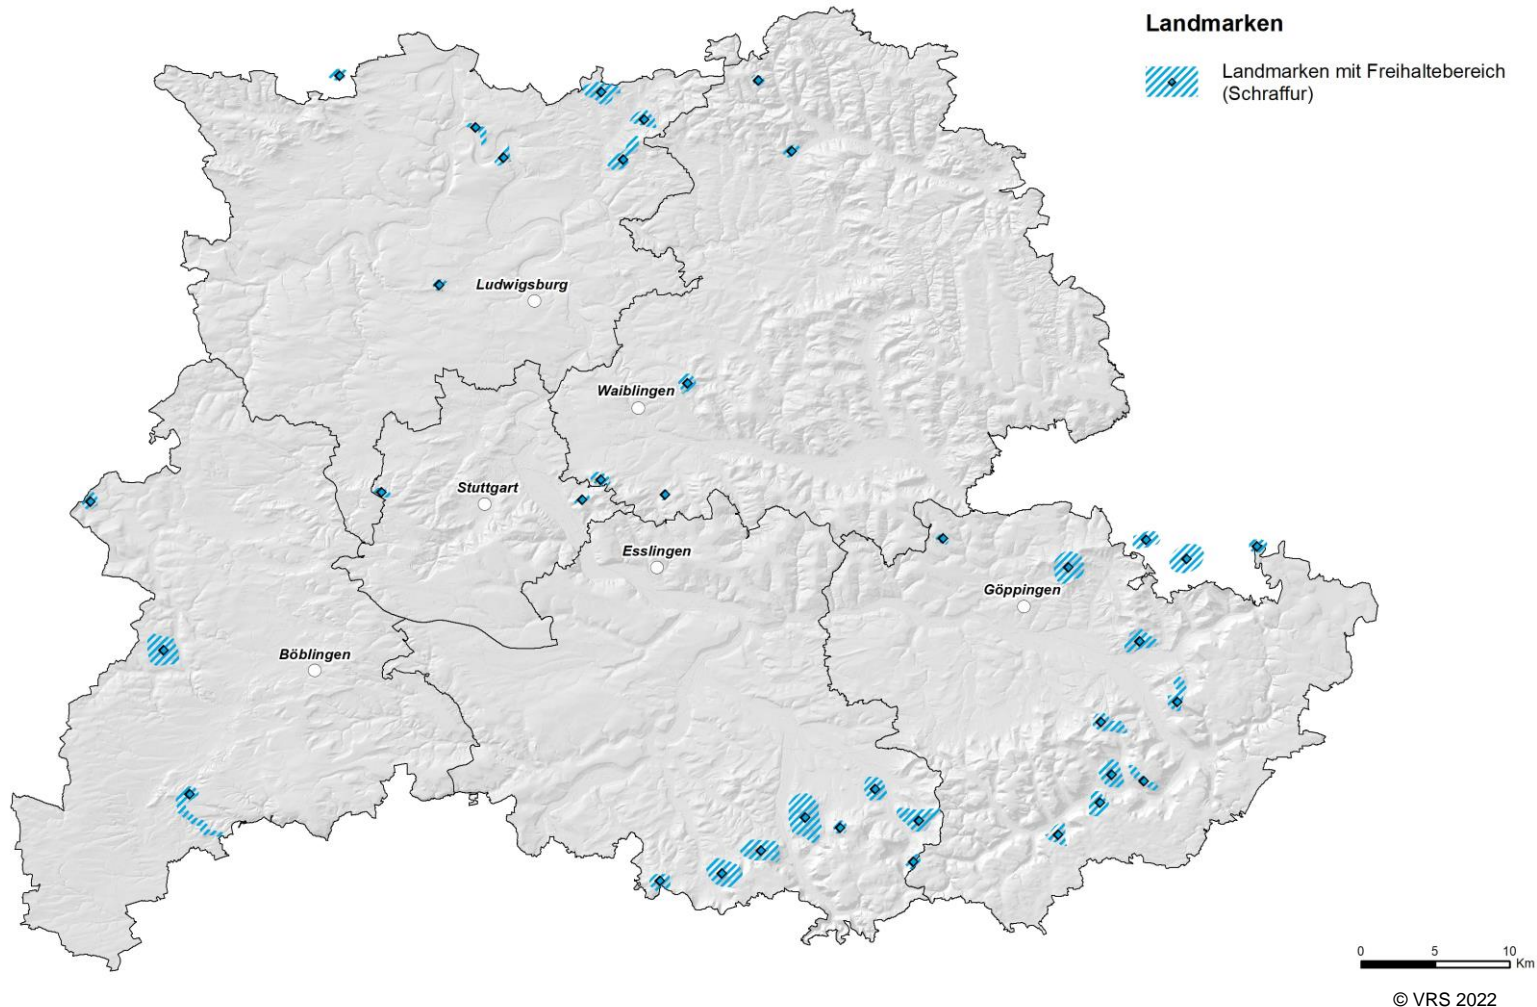 Landmarken
Landmarken mit Freihaltebereich
(Schraffur)
Ludwigsburg
Waiblingen
Stuttgart
Esslingen
Göppingen
Böblingen
0 5 10
Km
© VRS 2022